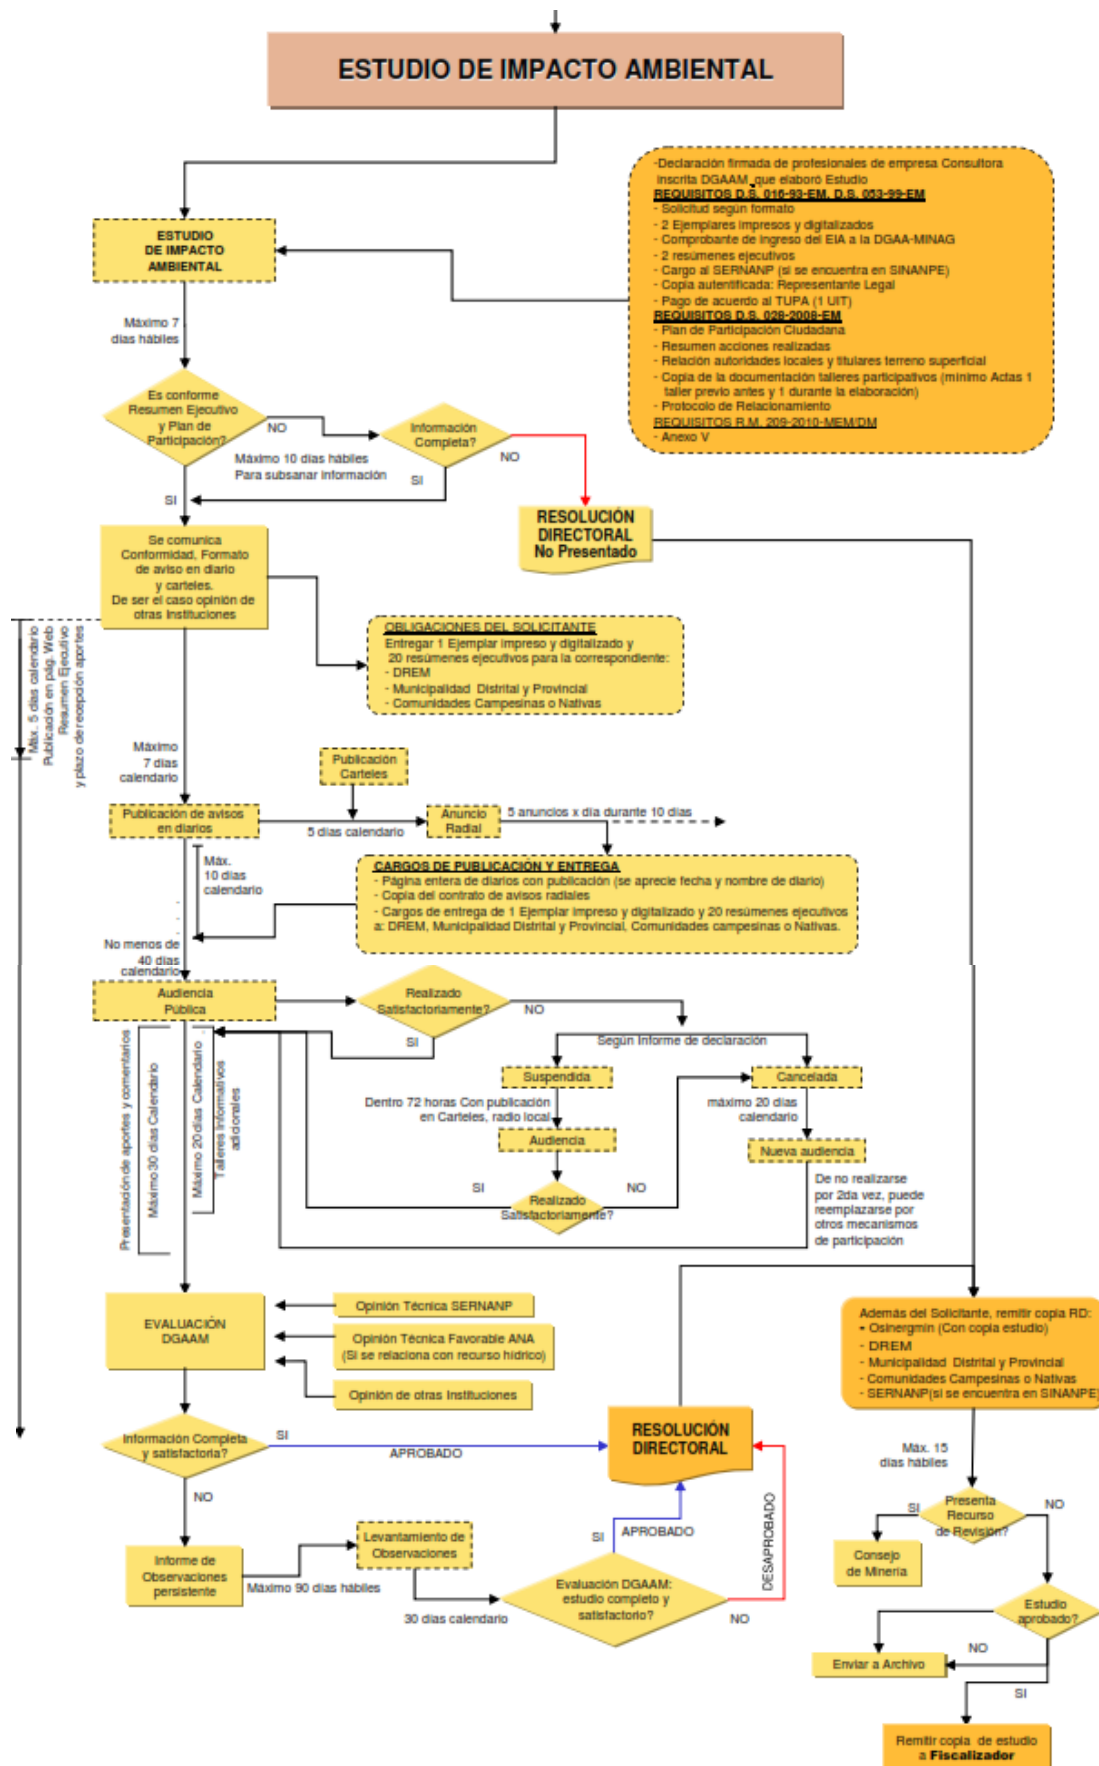 ESTUDIO DE IMPACTO AMBIENTAL
-Declaración firmada de profesionales de empresa Consultora
inscrita DGAAM, que elaboró Estudio
REQUISITOS D.S. 016-93-EM, D.S. 053-99-EM
- Solicitud según formato
- 2 Ejemplares impresos y digitalizados
- Comprobante de ingreso del EIA a la DGAA-MINAG
- 2 resúmenes ejecutivos
- Cargo al SERNANP (si se encuentra en SINANPE)
- Copia autentificada: Representante Legal
- Pago de acuerdo al TUPA (1 UIT)
REQUISITOS D.S. 028-2008-EM
- Plan de Participación Ciudadana
- Resumen acciones realizadas
- Relación autoridades locales y titulares terreno superficial
- Copia de la documentación talleres participativos (mínimo Actas 1
taller previo antes y 1 durante la elaboración)
- Protocolo de Relacionamiento
REQUISITOS R.M. 209-2010-MEM/DM
- Anexo V
ESTUDIO
DE IMPACTO
AMBIENTAL
Máximo 7
días hábiles
Es conforme
Resumen Ejecutivo
y Plan de
Participación?
NO
Máximo 10 días hábiles
Para subsanar información
Información
Completa?
NO
SI
SI
RESOLUCIÓN
DIRECTORAL
No Presentado
Se comunica
Conformidad, Formato
de aviso en diario
y carteles.
De ser el caso opinión de
otras Instituciones
OBLIGACIONES DEL SOLICITANTE
Entregar 1 Ejemplar impreso y digitalizado y
20 resúmenes ejecutivos para la correspondiente:
- DREM
- Municipalidad Distrital y Provincial
- Comunidades Campesinas o Nativas
Máx. 5 días calendario
Publicación en pág. Web
Resumen Ejecutivo
y plazo de recepción aportes
Máximo
7 días
calendario
Publicación
Carteles
Publicación de avisos
en diarios
5 días calendario
Anuncio
Radial
5 anuncios x día durante 10 días
Máx.
10 días
calendario
CARGOS DE PUBLICACIÓN Y ENTREGA
- Página entera de diarios con publicación (se aprecie fecha y nombre de diario)
- Copia del contrato de avisos radiales
- Cargos de entrega de 1 Ejemplar impreso y digitalizado y 20 resúmenes ejecutivos
a: DREM, Municipalidad Distrital y Provincial, Comunidades campesinas o Nativas.
No menos de
40 días
calendario
Audiencia
Pública
Realizado
Satisfactoriamente?
NO
SI
Según Informe de declaración
Suspendida
Cancelada
Dentro 72 horas Con publicación
en Carteles, radio local
máximo 20 días
calendario
Audiencia
Nueva audiencia
SI
NO
Realizado
Satisfactoriamente?
De no realizarse
por 2da vez, puede
reemplazarse por
otros mecanismos
de participación
Presentación de aportes y comentarios
Máximo 30 días Calendario
Máximo 20 días Calendario
Talleres Informativos
adicionales
EVALUACIÓN
DGAAM
Opinión Técnica SERNANP
Opinión Técnica Favorable ANA
(Si se relaciona con recurso hídrico)
Opinión de otras Instituciones
Además del Solicitante, remitir copia RD:
- Osinergmin (Con copia estudio)
- DREM
- Municipalidad Distrital y Provincial
- Comunidades Campesinas o Nativas
- SERNANP(si se encuentra en SINANPE)
Información Completa
y satisfactoria?
SI
APROBADO
RESOLUCIÓN
DIRECTORAL
NO
Máx. 15
días hábiles
Presenta
Recurso
de Revisión?
SI
NO
Consejo
de Minería
Informe de
Observaciones
persistente
Máximo 90 días hábiles
Levantamiento de
Observaciones
30 días calendario
Evaluación DGAAM:
estudio completo y
satisfactorio?
SI
APROBADO
DESAPROBADO
NO
Estudio
aprobado?
NO
Enviar a Archivo
SI
Remitir copia de estudio
a Fiscalizador